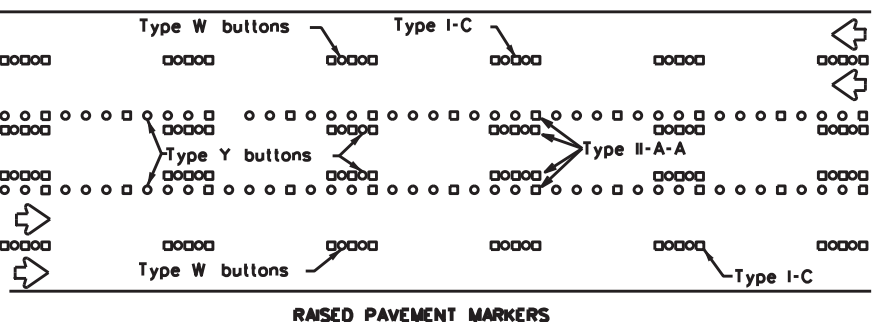 Type W buttons Type I-C
Type Y buttons Type II-A-A
Type W buttons Type I-C
RAISED PAVEMENT MARKERS